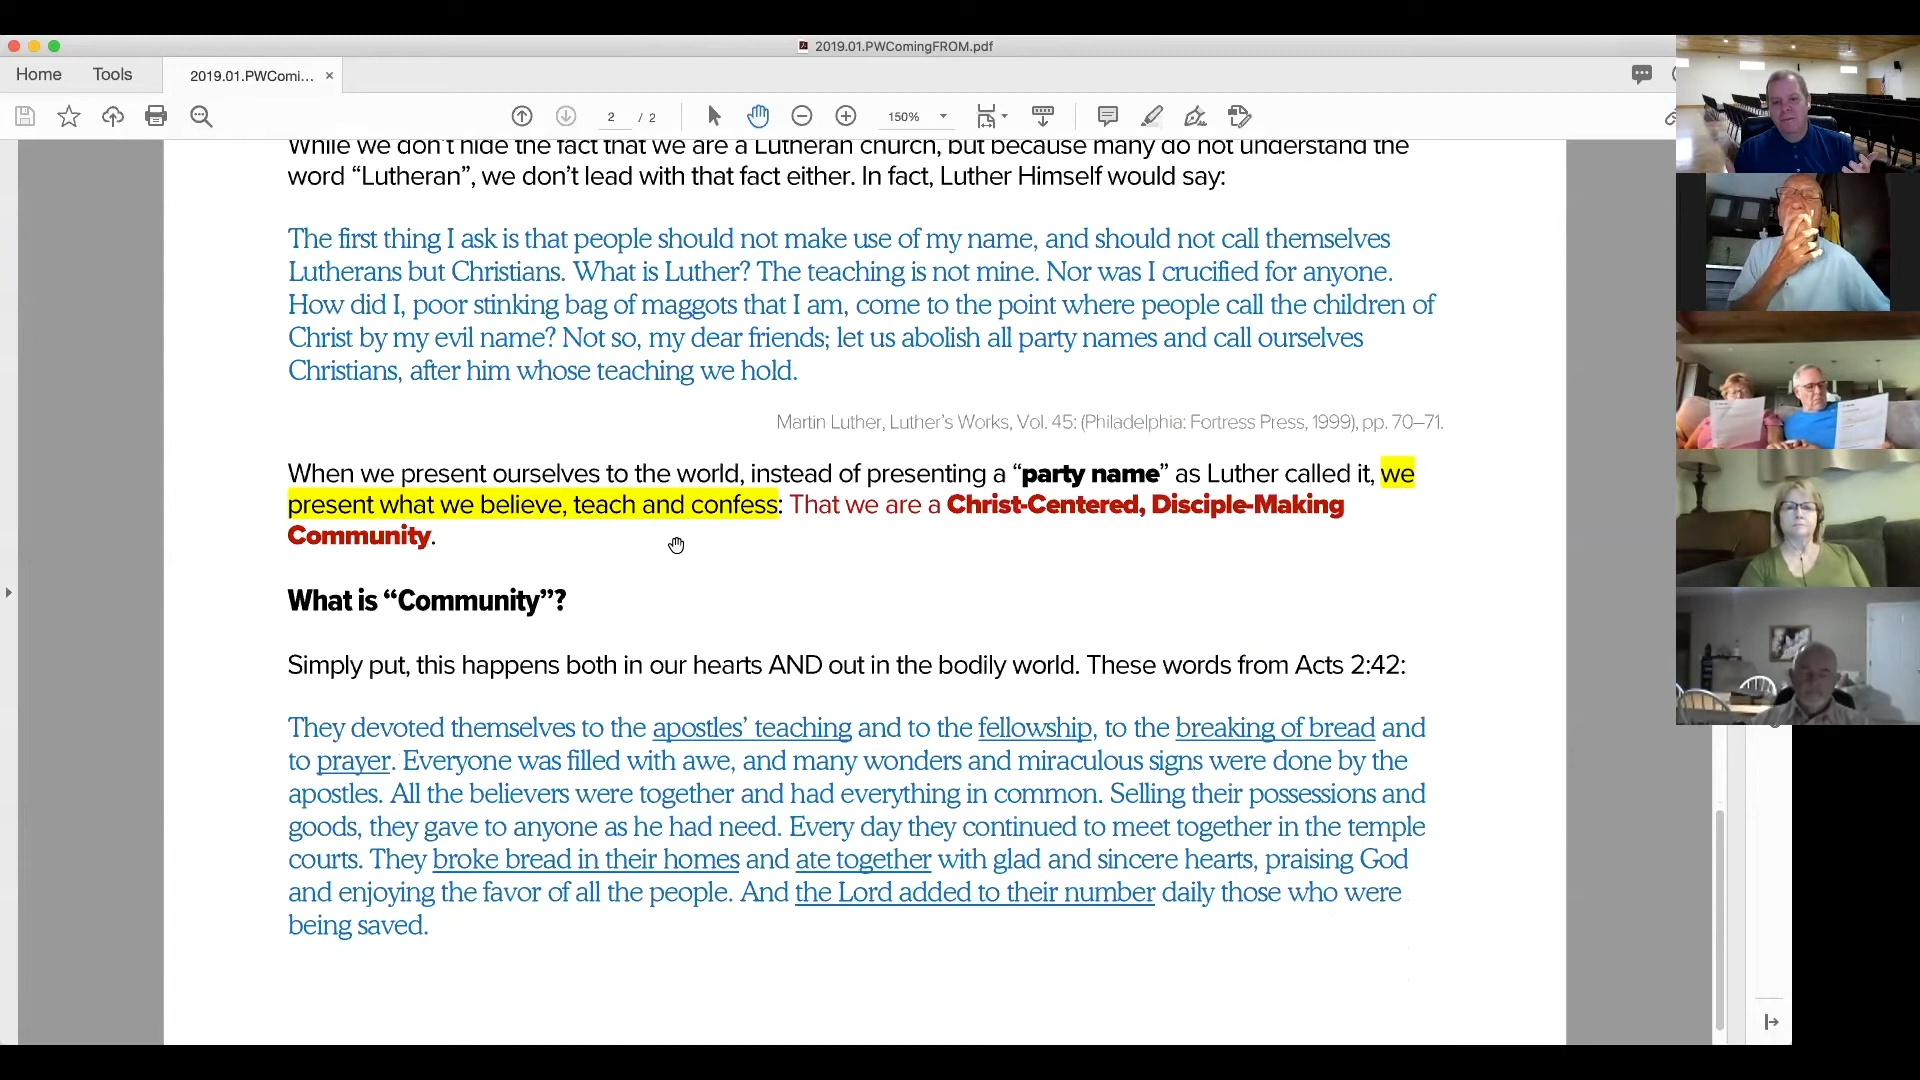 2019.01.PWComingFROM.pdf
Home
Tools
2019.01.PWComi... ×
2 / 2
150%
While we don't hide the fact that we are a Lutheran church, but because many do not understand the
word “Lutheran”, we don’t lead with that fact either. In fact, Luther Himself would say:
The first thing I ask is that people should not make use of my name, and should not call themselves
Lutherans but Christians. What is Luther? The teaching is not mine. Nor was I crucified for anyone.
How did I, poor stinking bag of maggots that I am, come to the point where people call the children of
Christ by my evil name? Not so, my dear friends; let us abolish all party names and call ourselves
Christians, after him whose teaching we hold.
Martin Luther, Luther’s Works, Vol. 45: (Philadelphia: Fortress Press, 1999), pp. 70–71.
When we present ourselves to the world, instead of presenting a “party name” as Luther called it, we
present what we believe, teach and confess: That we are a Christ-Centered, Disciple-Making
Community.
What is “Community”?
Simply put, this happens both in our hearts AND out in the bodily world. These words from Acts 2:42:
They devoted themselves to the apostles’ teaching and to the fellowship, to the breaking of bread and
to prayer. Everyone was filled with awe, and many wonders and miraculous signs were done by the
apostles. All the believers were together and had everything in common. Selling their possessions and
goods, they gave to anyone as he had need. Every day they continued to meet together in the temple
courts. They broke bread in their homes and ate together with glad and sincere hearts, praising God
and enjoying the favor of all the people. And the Lord added to their number daily those who were
being saved.